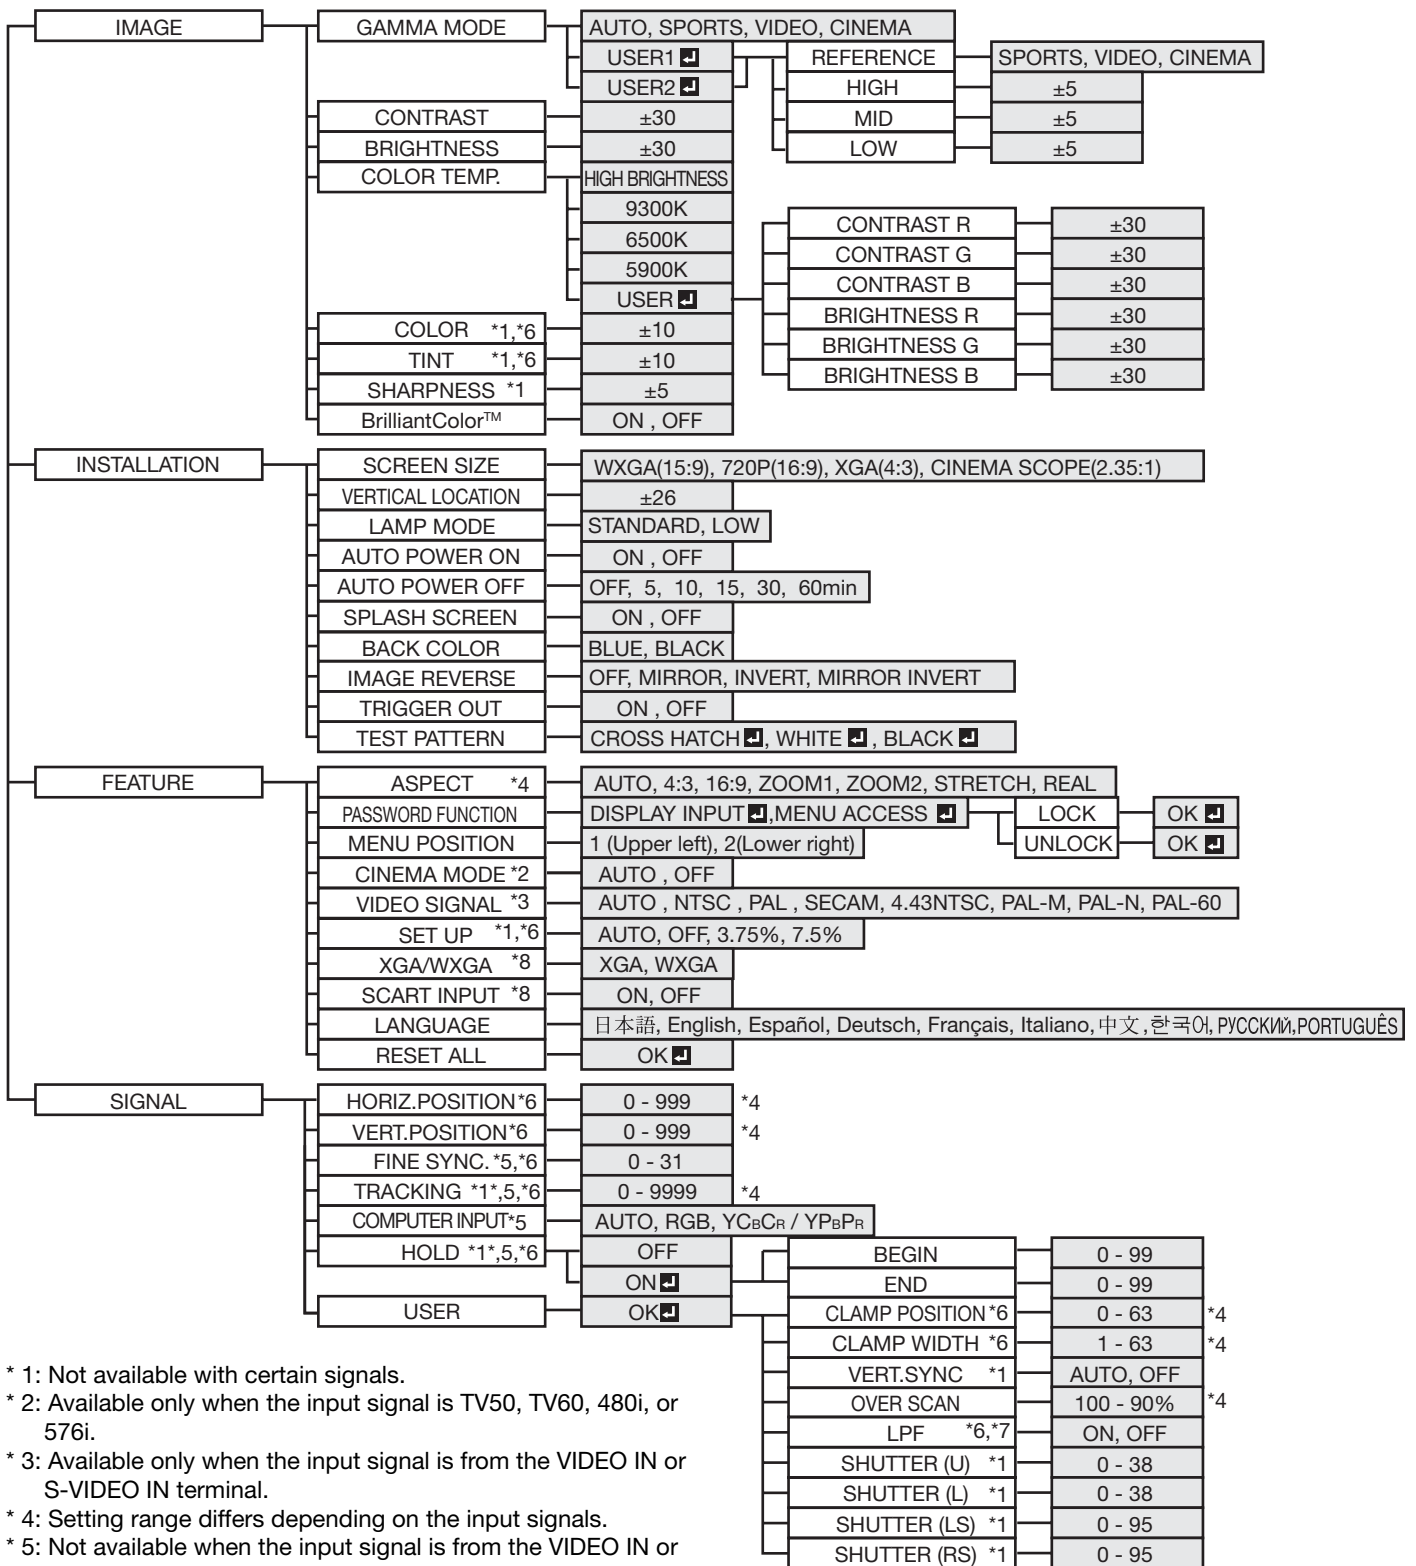 IMAGE GAMMA MODE AUTO, SPORTS, VIDEO, CINEMA
USER1 REFERENCE SPORTS, VIDEO, CINEMA
USER2 HIGH ±5
CONTRAST ±30 MID ±5
BRIGHTNESS ±30 LOW ±5
COLOR TEMP. HIGH BRIGHTNESS
9300K CONTRAST R ±30
6500K CONTRAST G ±30
5900K CONTRAST B ±30
USER BRIGHTNESS R ±30
COLOR *1,*6 ±10 BRIGHTNESS G ±30
TINT *1,*6 ±10 BRIGHTNESS B ±30
SHARPNESS *1 ±5
BrilliantColor™ ON , OFF
INSTALLATION SCREEN SIZE WXGA(15:9), 720P(16:9), XGA(4:3), CINEMA SCOPE(2.35:1)
VERTICAL LOCATION ±26
LAMP MODE STANDARD, LOW
AUTO POWER ON ON , OFF
AUTO POWER OFF OFF, 5, 10, 15, 30, 60min
SPLASH SCREEN ON , OFF
BACK COLOR BLUE, BLACK
IMAGE REVERSE OFF, MIRROR, INVERT, MIRROR INVERT
TRIGGER OUT ON , OFF
TEST PATTERN CROSS HATCH , WHITE , BLACK
FEATURE ASPECT *4 AUTO, 4:3, 16:9, ZOOM1, ZOOM2, STRETCH, REAL
PASSWORD FUNCTION DISPLAY INPUT ,MENU ACCESS LOCK OK
MENU POSITION 1 (Upper left), 2(Lower right) UNLOCK OK
CINEMA MODE *2 AUTO , OFF
VIDEO SIGNAL *3 AUTO , NTSC , PAL , SECAM, 4.43NTSC, PAL-M, PAL-N, PAL-60
SET UP *1,*6 AUTO, OFF, 3.75%, 7.5%
XGA/WXGA *8 XGA, WXGA
SCART INPUT *8 ON, OFF
LANGUAGE 日本語, English, Español, Deutsch, Français, Italiano, 中文 , 한국어, РУССКИй,PORTUGUÊS
RESET ALL OK
SIGNAL HORIZ.POSITION*6 0 - 999 *4
VERT.POSITION*6 0 - 999 *4
FINE SYNC. *5,*6 0 - 31
TRACKING *1*,5,*6 0 - 9999 *4
COMPUTER INPUT*5 AUTO, RGB, YCBCR / YPBPR
HOLD *1*,5,*6 OFF BEGIN 0 - 99
ON END 0 - 99
USER OK CLAMP POSITION *6 0 - 63 *4
CLAMP WIDTH *6 1 - 63 *4
VERT.SYNC *1 AUTO, OFF
OVER SCAN 100 - 90% *4
LPF *6,*7 ON, OFF
SHUTTER (U) *1 0 - 38
SHUTTER (L) *1 0 - 38
SHUTTER (LS) *1 0 - 95
SHUTTER (RS) *1 0 - 95
* 1: Not available with certain signals.
* 2: Available only when the input signal is TV50, TV60, 480i, or
576i.
* 3: Available only when the input signal is from the VIDEO IN or
S-VIDEO IN terminal.
* 4: Setting range differs depending on the input signals.
* 5: Not available when the input signal is from the VIDEO IN or